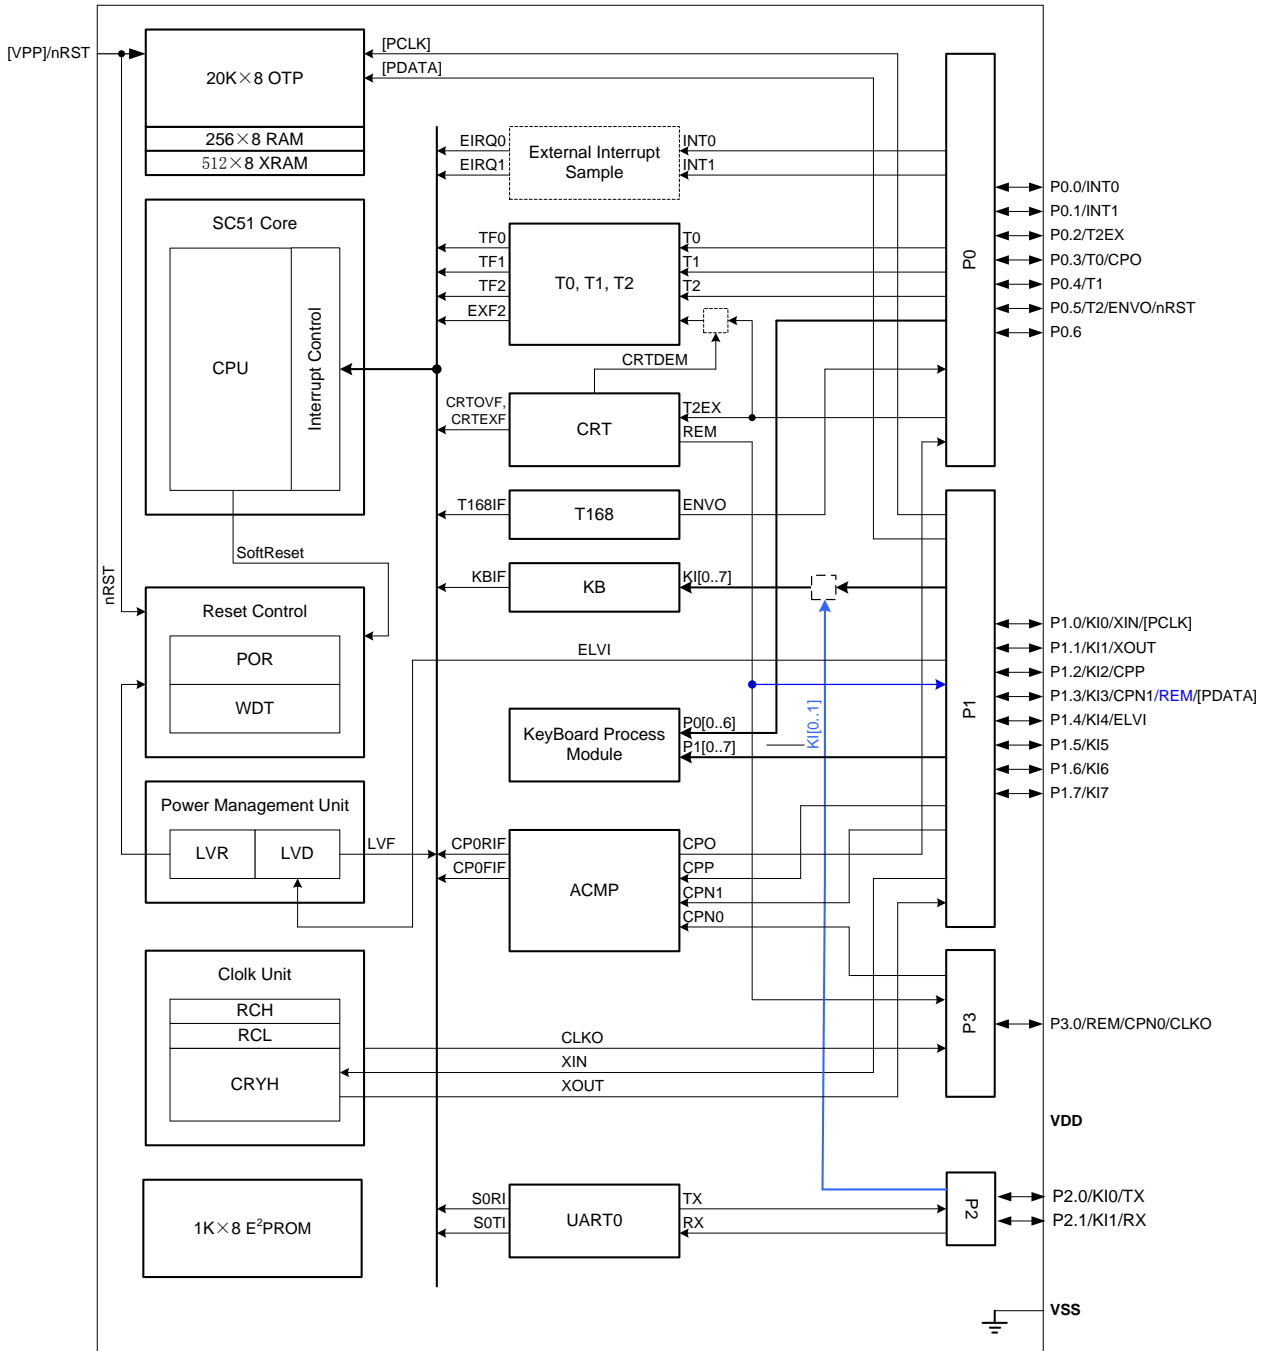 [VPP]/nRST
20K×8 OTP
256×8 RAM
512×8 XRAM
[PCLK]
[PDATA]
SC51 Core
CPU
Interrupt Control
SoftReset
nRST
Reset Control
POR
WDT
Power Management Unit
LVR
LVD
LVF
Clolk Unit
RCH
RCL
CRYH
1K×8 E²PROM
EIRQ0
EIRQ1
External Interrupt
Sample
INT0
INT1
TF0
TF1
TF2
EXF2
T0, T1, T2
T0
T1
T2
CRTDEM
CRTOVF,
CRTEXF
CRT
T2EX
REM
T168IF
T168
ENVO
KBIF
KB
KI[0..7]
ELVI
KeyBoard Process
Module
P0[0..6]
P1[0..7]
KI[0..1]
CP0RIF
CP0FIF
ACMP
CPO
CPP
CPN1
CPN0
CLKO
XIN
XOUT
S0RI
S0TI
UART0
TX
RX
P0
P0.0/INT0
P0.1/INT1
P0.2/T2EX
P0.3/T0/CPO
P0.4/T1
P0.5/T2/ENVO/nRST
P0.6
P1
P1.0/KI0/XIN/[PCLK]
P1.1/KI1/XOUT
P1.2/KI2/CPP
P1.3/KI3/CPN1/REM/[PDATA]
P1.4/KI4/ELVI
P1.5/KI5
P1.6/KI6
P1.7/KI7
P3
P3.0/REM/CPN0/CLKO
VDD
P2
P2.0/KI0/TX
P2.1/KI1/RX
VSS